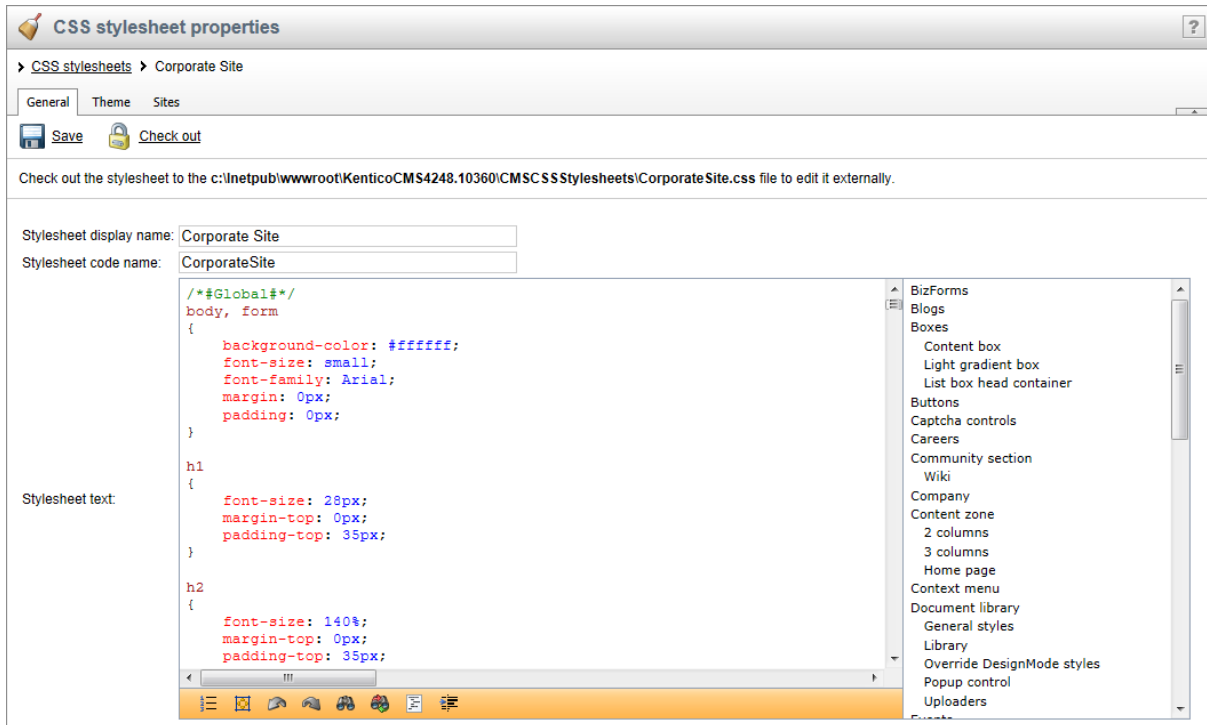 CSS stylesheet properties
?
CSS stylesheets > Corporate Site
General Theme Sites
Save Check out
Check out the stylesheet to the c:\Inetpub\wwwroot\KenticoCMS4248.10360\CMSCSSStylesheets\CorporateSite.css file to edit it externally.
Stylesheet display name: Corporate Site
Stylesheet code name: CorporateSite
Stylesheet text:
/*#Global#*/
body, form
{
    background-color: #ffffff;
    font-size: small;
    font-family: Arial;
    margin: 0px;
    padding: 0px;
}
h1
{
    font-size: 28px;
    margin-top: 0px;
    padding-top: 35px;
}
h2
{
    font-size: 140%;
    margin-top: 0px;
    padding-top: 35px;
BizForms
Blogs
Boxes
Content box
Light gradient box
List box head container
Buttons
Captcha controls
Careers
Community section
Wiki
Company
Content zone
2 columns
3 columns
Home page
Context menu
Document library
General styles
Library
Override DesignMode styles
Popup control
Uploaders
Events